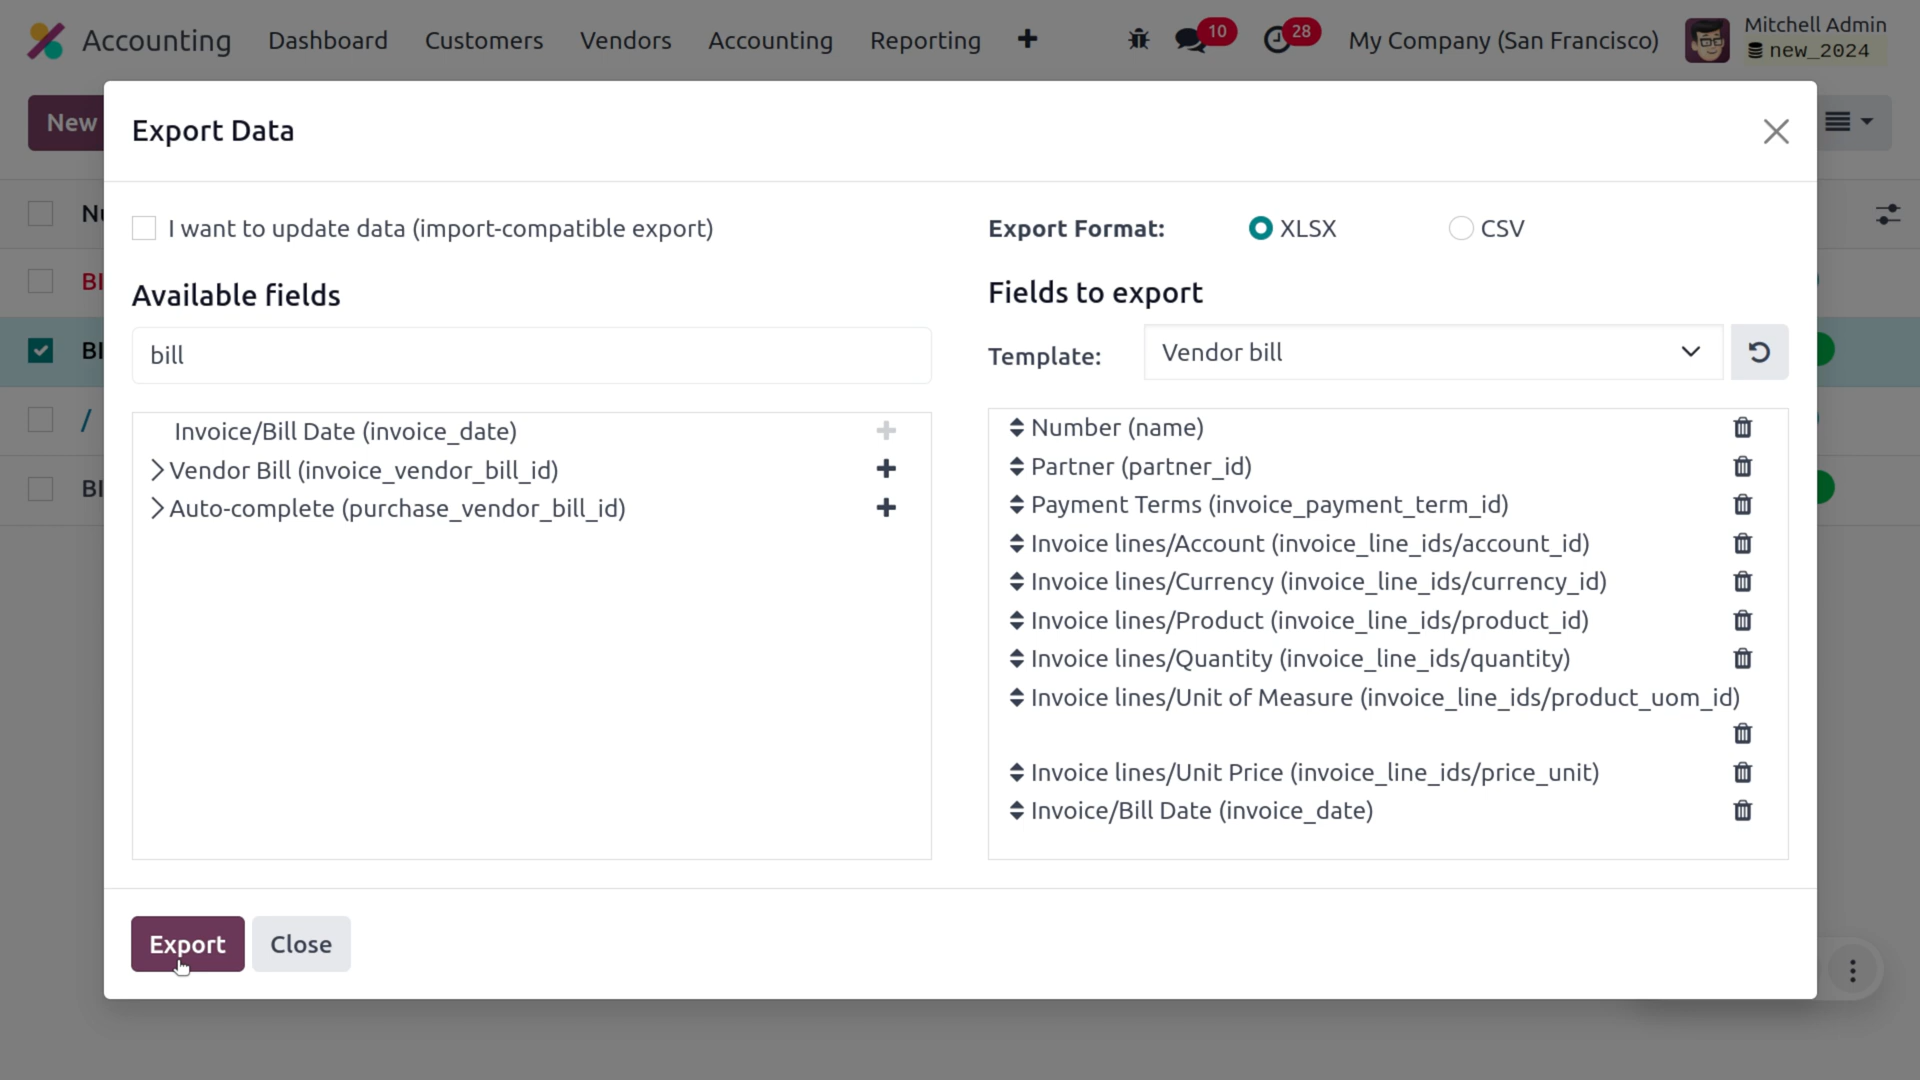 Accounting Dashboard Customers Vendors Accounting Reporting 10 28 My Company (San Francisco) Mitchell Admin
new_2024
New
Export Data
I want to update data (import-compatible export)
Export Format: XLSX CSV
Available fields
Fields to export
bill
Template: Vendor bill
Invoice/Bill Date (invoice_date)
Vendor Bill (invoice_vendor_bill_id)
Auto-complete (purchase_vendor_bill_id)
Number (name)
Partner (partner_id)
Payment Terms (invoice_payment_term_id)
Invoice lines/Account (invoice_line_ids/account_id)
Invoice lines/Currency (invoice_line_ids/currency_id)
Invoice lines/Product (invoice_line_ids/product_id)
Invoice lines/Quantity (invoice_line_ids/quantity)
Invoice lines/Unit of Measure (invoice_line_ids/product_uom_id)
Invoice lines/Unit Price (invoice_line_ids/price_unit)
Invoice/Bill Date (invoice_date)
/
Export Close